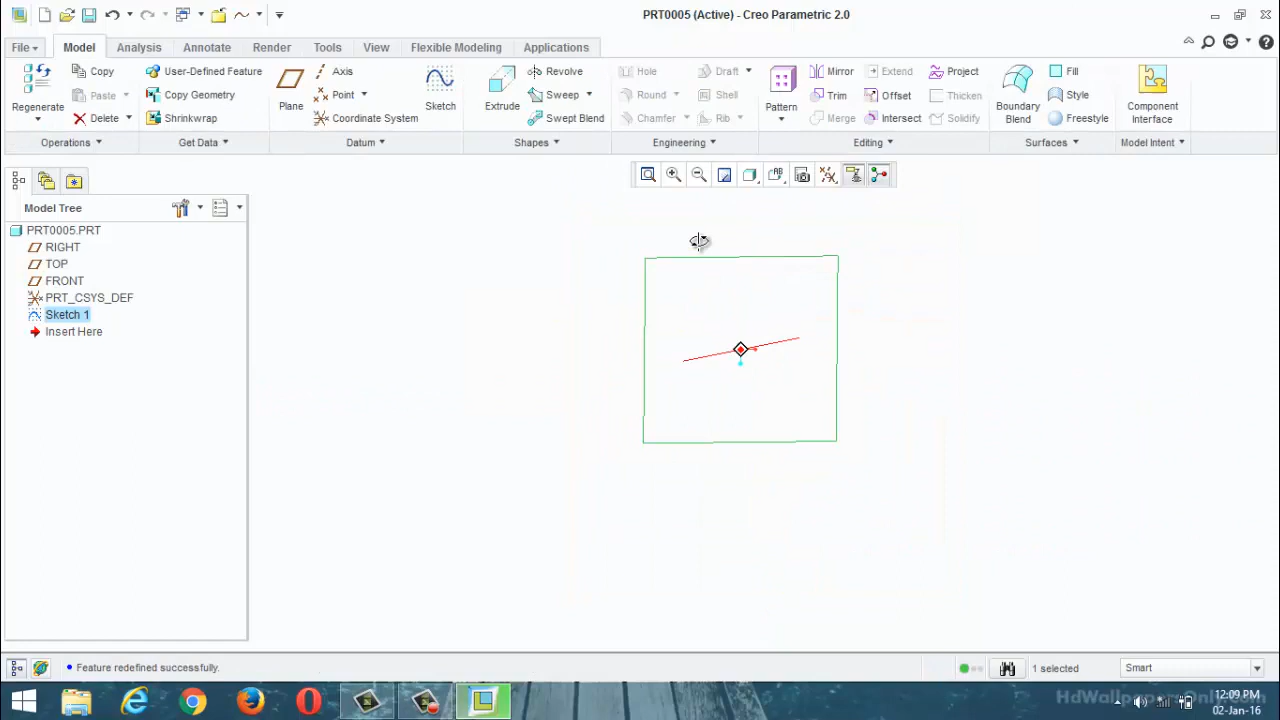 PRT0005 (Active) - Creo Parametric 2.0
File Model Analysis Annotate Render Tools View Flexible Modeling Applications
Regenerate
Copy
Paste
Delete
User-Defined Feature
Copy Geometry
Shrinkwrap
Plane
Axis
Point
Coordinate System
Sketch
Extrude
Revolve
Sweep
Swept Blend
Hole
Round
Chamfer
Draft
Shell
Rib
Pattern
Mirror
Trim
Merge
Extend
Offset
Intersect
Project
Thicken
Solidify
Boundary
Blend
Fill
Style
Freestyle
Component
Interface
Operations Get Data Datum Shapes Engineering Editing Surfaces Model Intent
Model Tree
PRT0005.PRT
RIGHT
TOP
FRONT
PRT_CSYS_DEF
Sketch 1
Insert Here
Feature redefined successfully.
1 selected
Smart
HdWallpapersOnly.com
12:09 PM
02-Jan-16